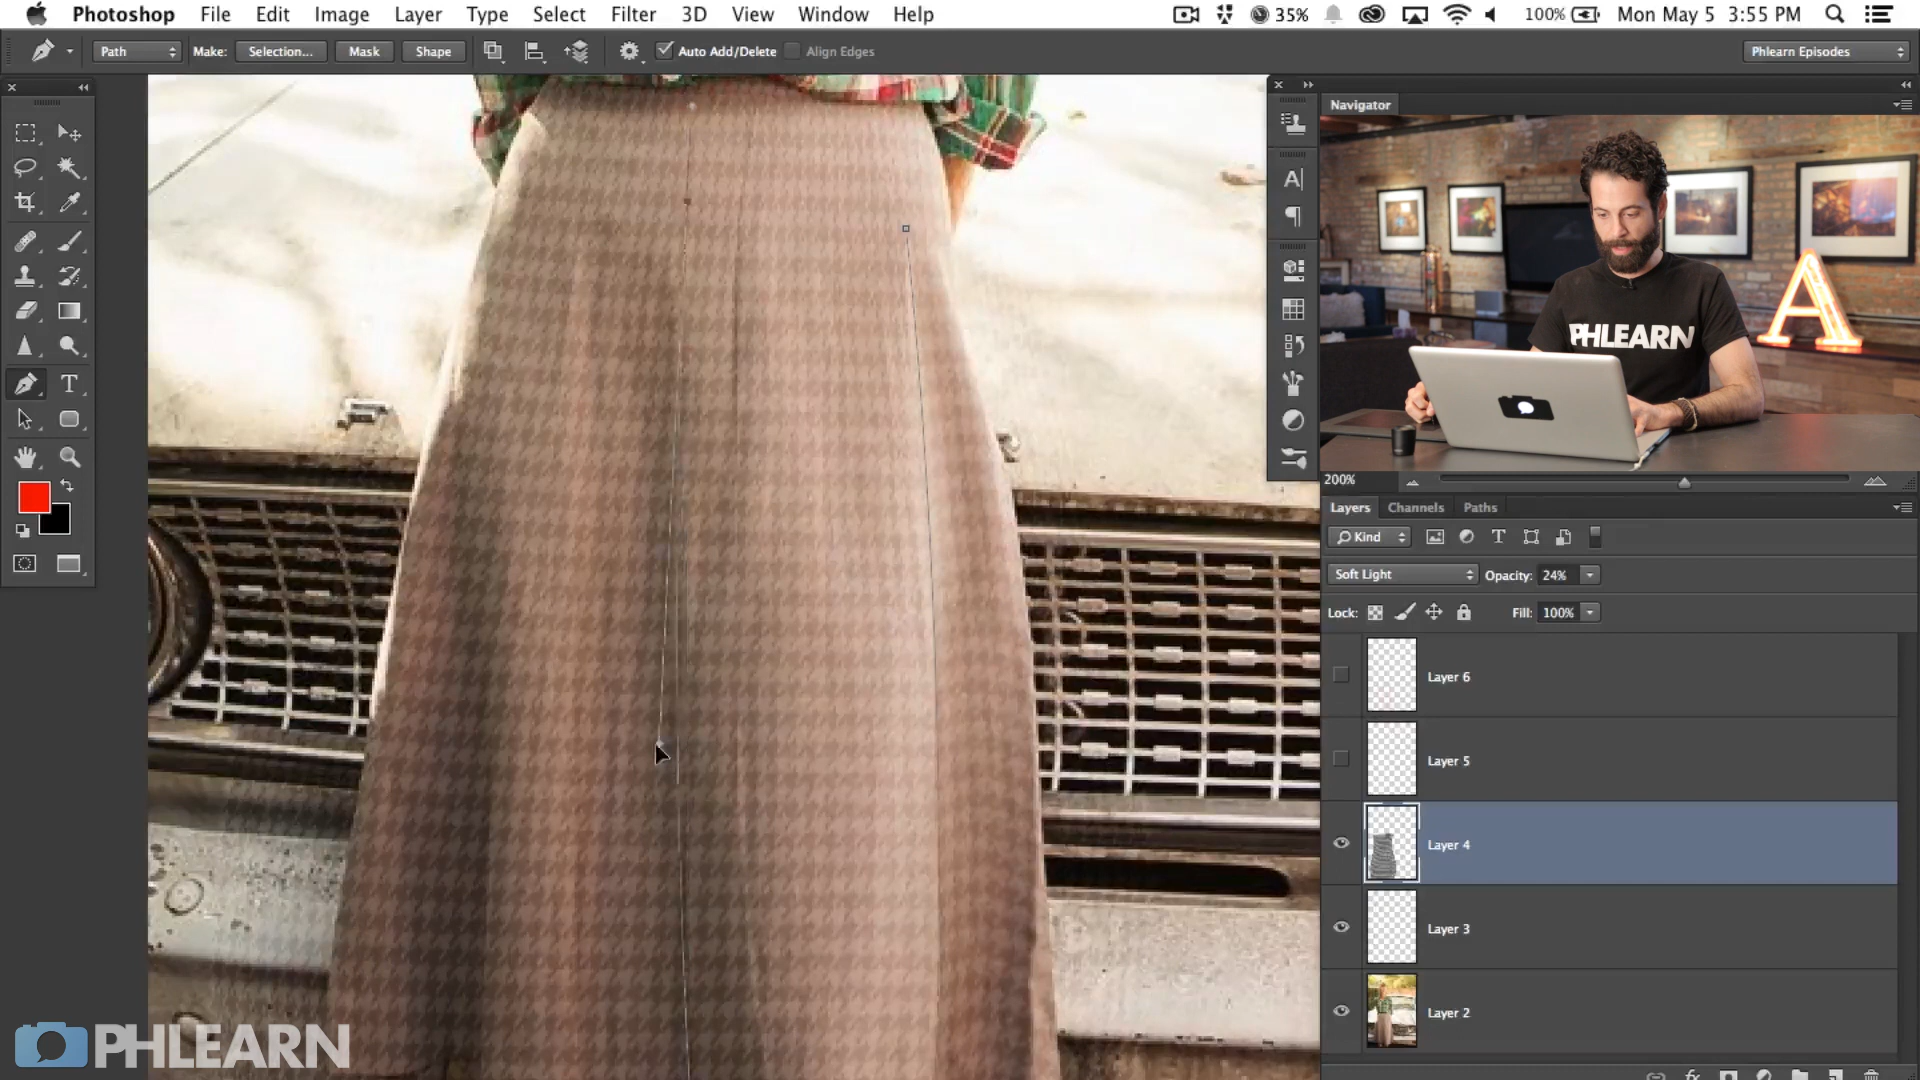 Photoshop File Edit Image Layer Type Select Filter 3D View Window Help 35% 100% Mon May 5 3:55 PM
Path Make: Selection... Mask Shape Auto Add/Delete Align Edges Phlearn Episodes
Navigator
PHLEARN
A
200%
Layers Channels Paths
Kind
Soft Light Opacity: 24%
Lock: Fill: 100%
Layer 6
Layer 5
Layer 4
Layer 3
Layer 2
PHLEARN